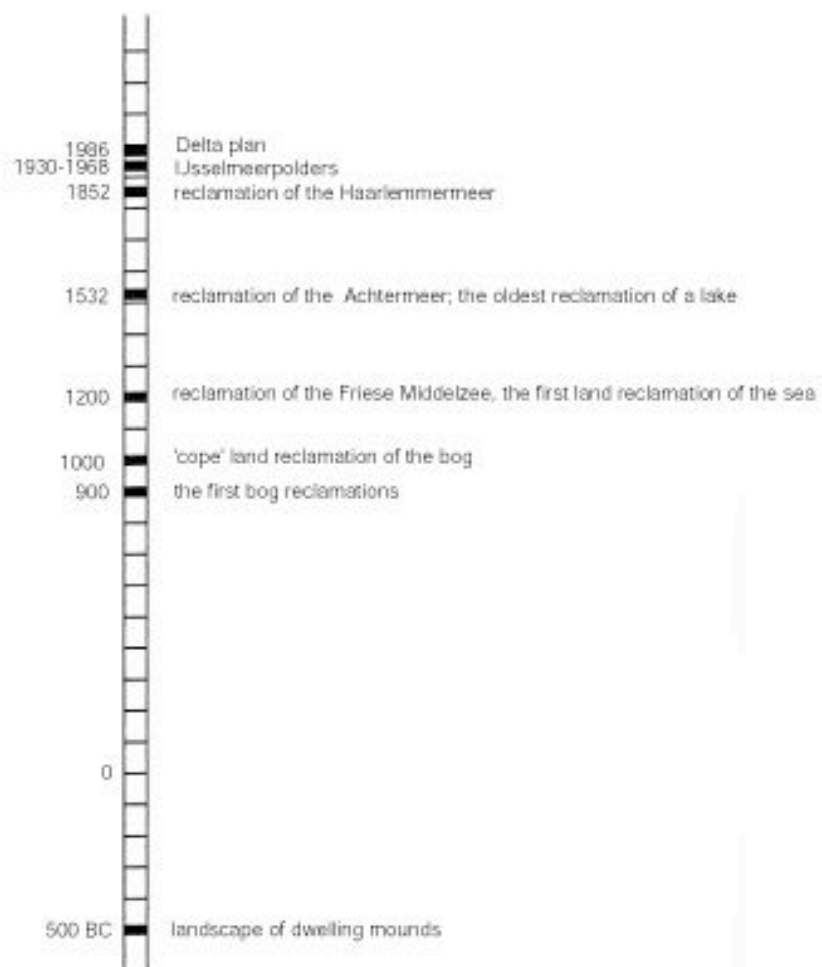 1986 Delta plan
1930-1968 IJsselmeerpolders
1852 reclamation of the Haarlemmermeer
1532 reclamation of the Achtermeer; the oldest reclamation of a lake
1200 reclamation of the Friese Middelzee, the first land reclamation of the sea
1000 'cope' land reclamation of the bog
900 the first bog reclamations
0
500 BC landscape of dwelling mounds